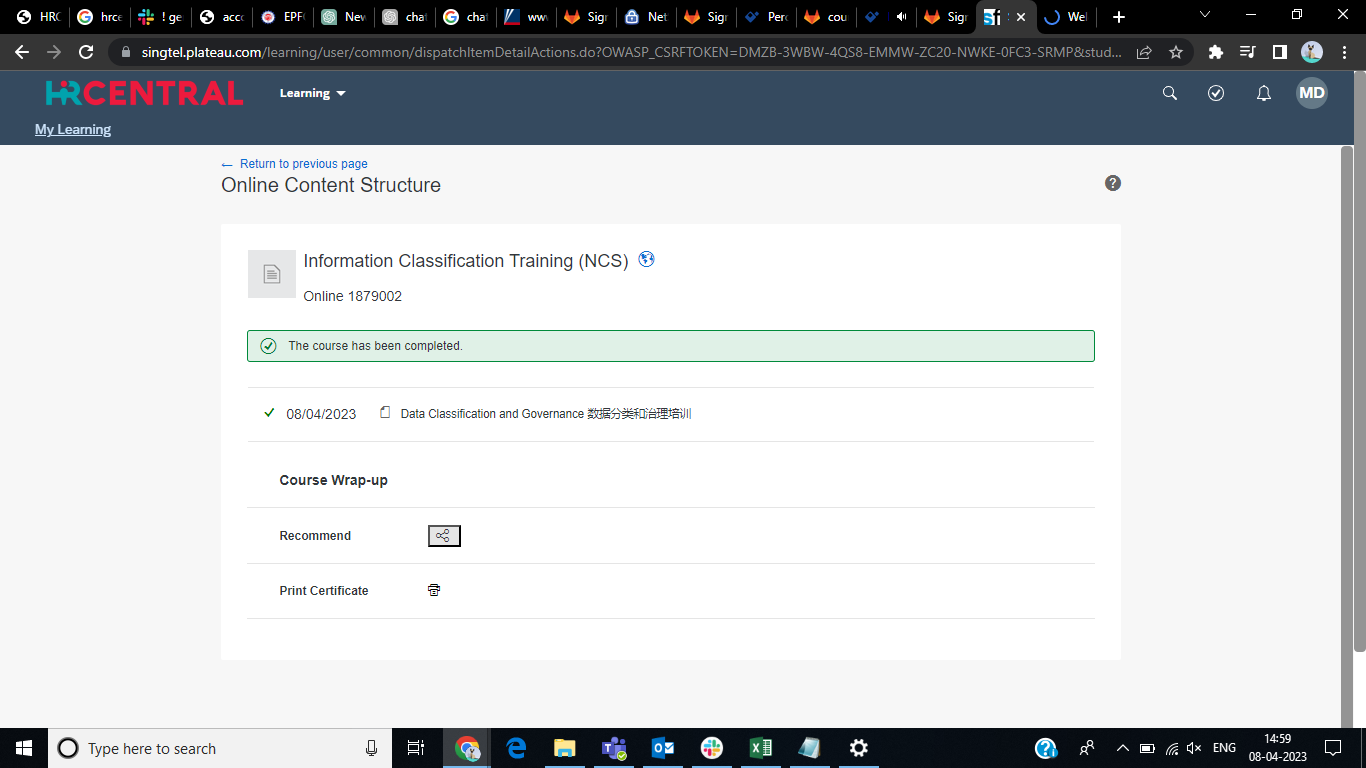 HRC
hrce
! ge
acco
EPF
New
chat
chat
www
Sign
Net
Sign
Perc
cou
Sign
S
Wel
singtel.plateau.com/learning/user/common/dispatchItemDetailActions.do?OWASP_CSRFTOKEN=DMZB-3WBW-4QS8-EMMW-ZC20-NWKE-0FC3-SRMP&stud...
HRCENTRAL
Learning
MD
My Learning
← Return to previous page
Online Content Structure
?
Information Classification Training (NCS)
Online 1879002
The course has been completed.
08/04/2023 Data Classification and Governance 数据分类和治理培训
Course Wrap-up
Recommend
Print Certificate
Type here to search
ENG
14:59
08-04-2023